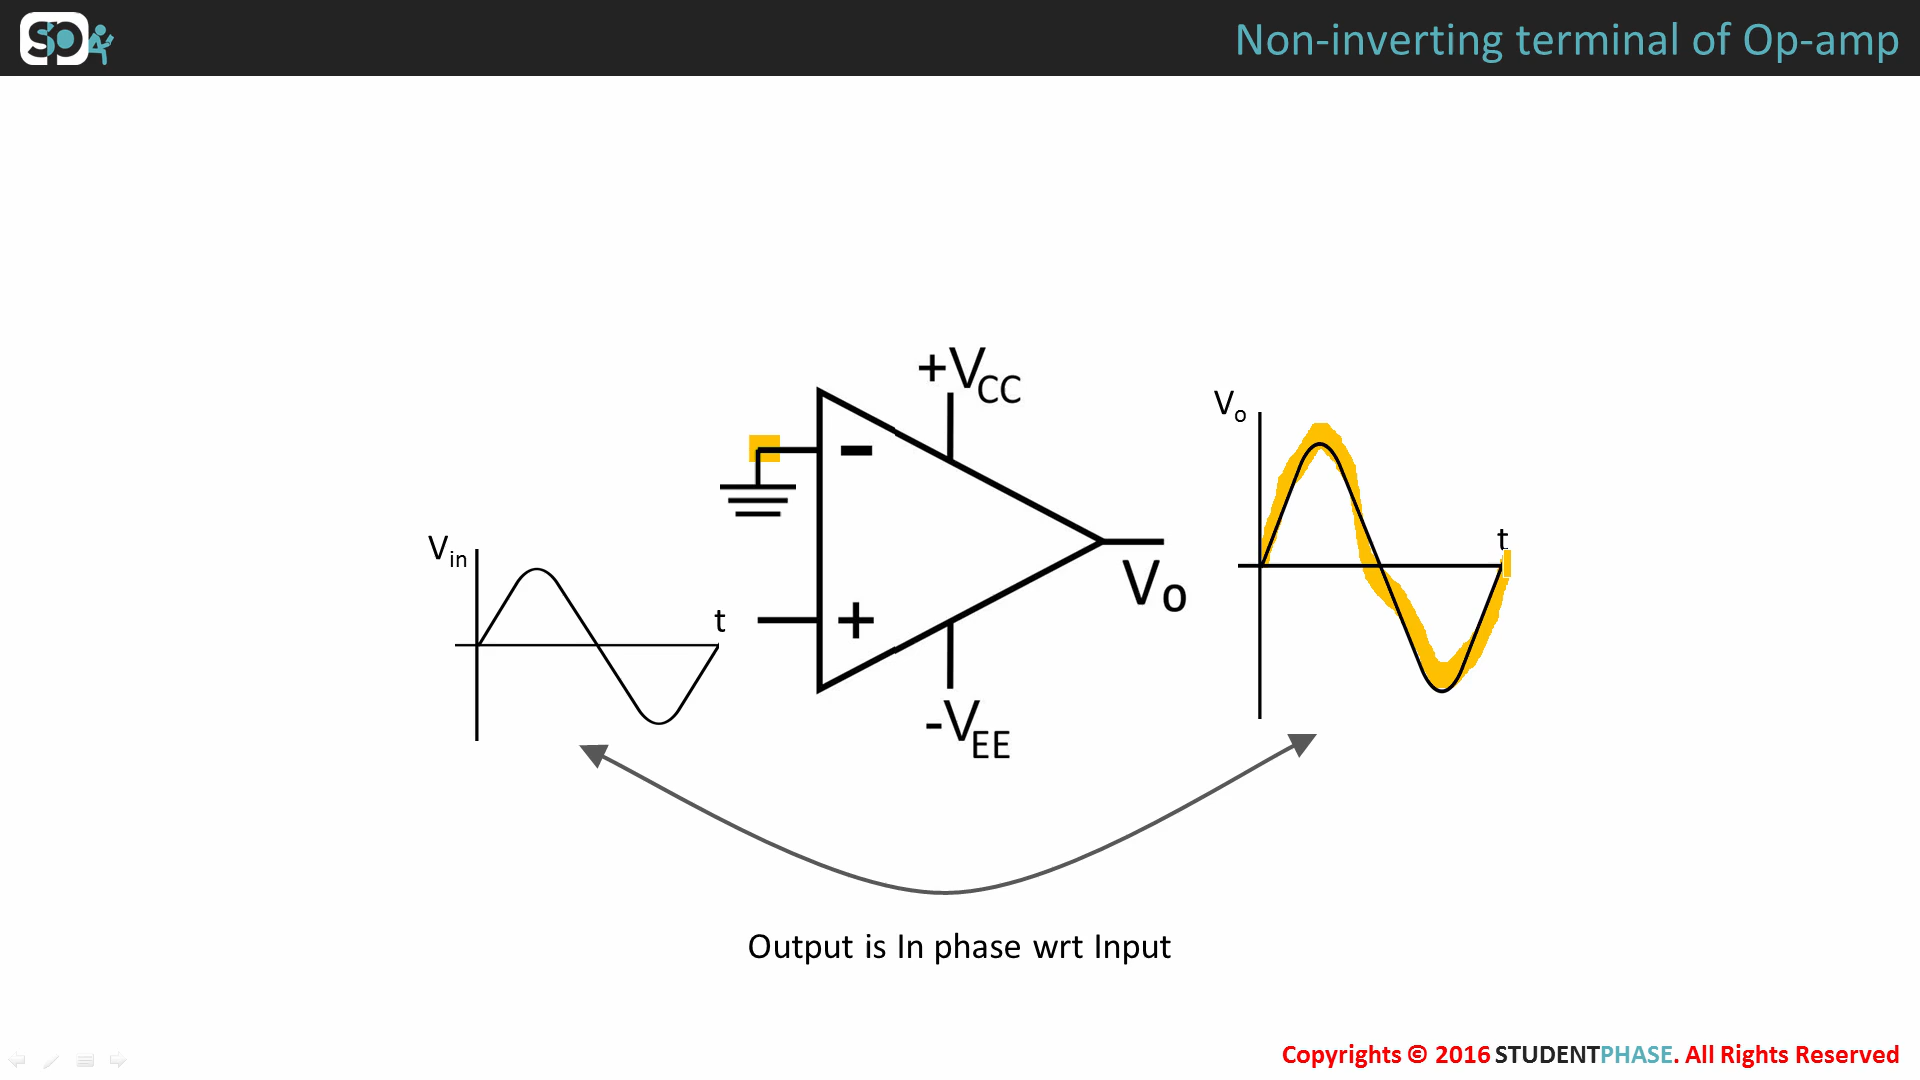 SP
Non-inverting terminal of Op-amp
+VCC
Vo
-
Vin
t
t
+
Vo
-VEE
Output is In phase wrt Input
Copyrights © 2016 STUDENTPHASE. All Rights Reserved